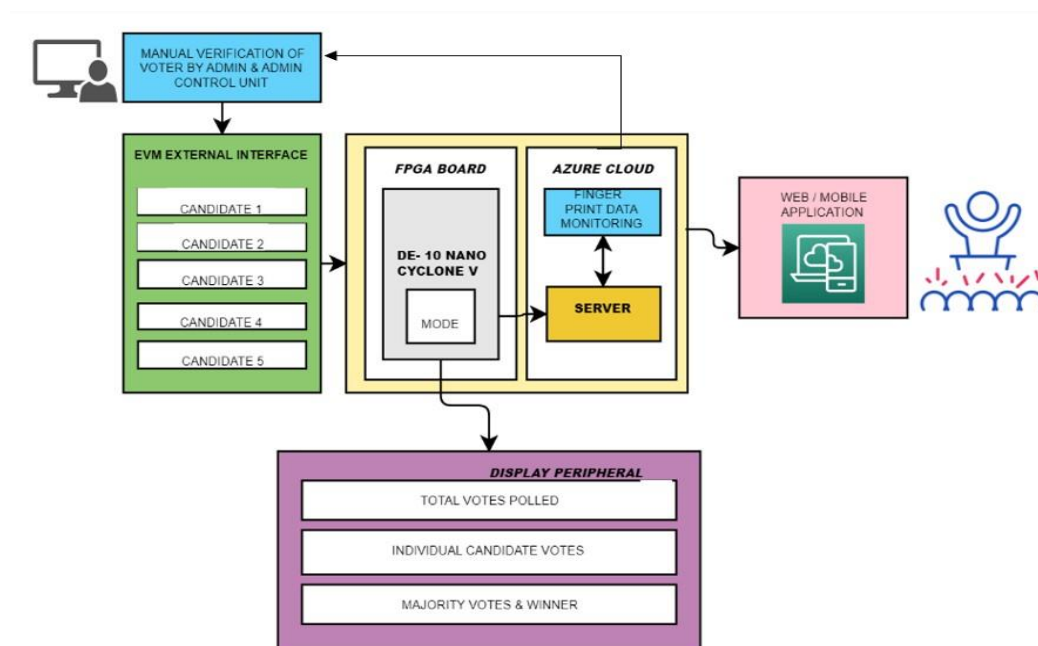 MANUAL VERIFICATION OF
VOTER BY ADMIN & ADMIN
CONTROL UNIT
EVM EXTERNAL INTERFACE
CANDIDATE 1
CANDIDATE 2
CANDIDATE 3
CANDIDATE 4
CANDIDATE 5
FPGA BOARD
DE- 10 NANO
CYCLONE V
MODE
AZURE CLOUD
FINGER
PRINT DATA
MONITORING
SERVER
WEB / MOBILE
APPLICATION
DISPLAY PERIPHERAL
TOTAL VOTES POLLED
INDIVIDUAL CANDIDATE VOTES
MAJORITY VOTES & WINNER